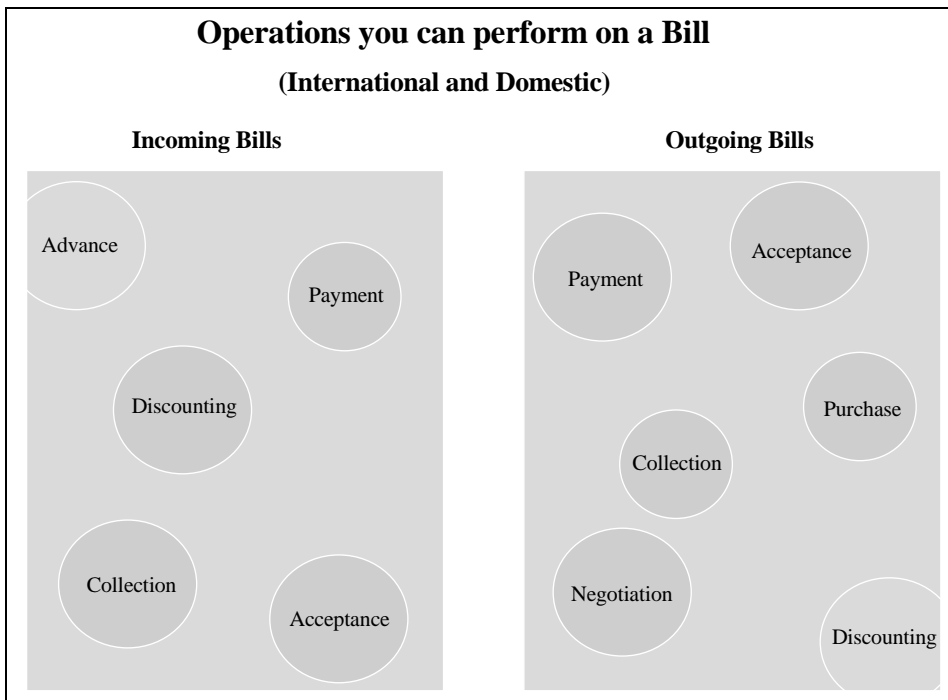 Operations you can perform on a Bill
(International and Domestic)
Incoming Bills
Advance
Payment
Discounting
Collection
Acceptance
Outgoing Bills
Payment
Acceptance
Purchase
Collection
Negotiation
Discounting